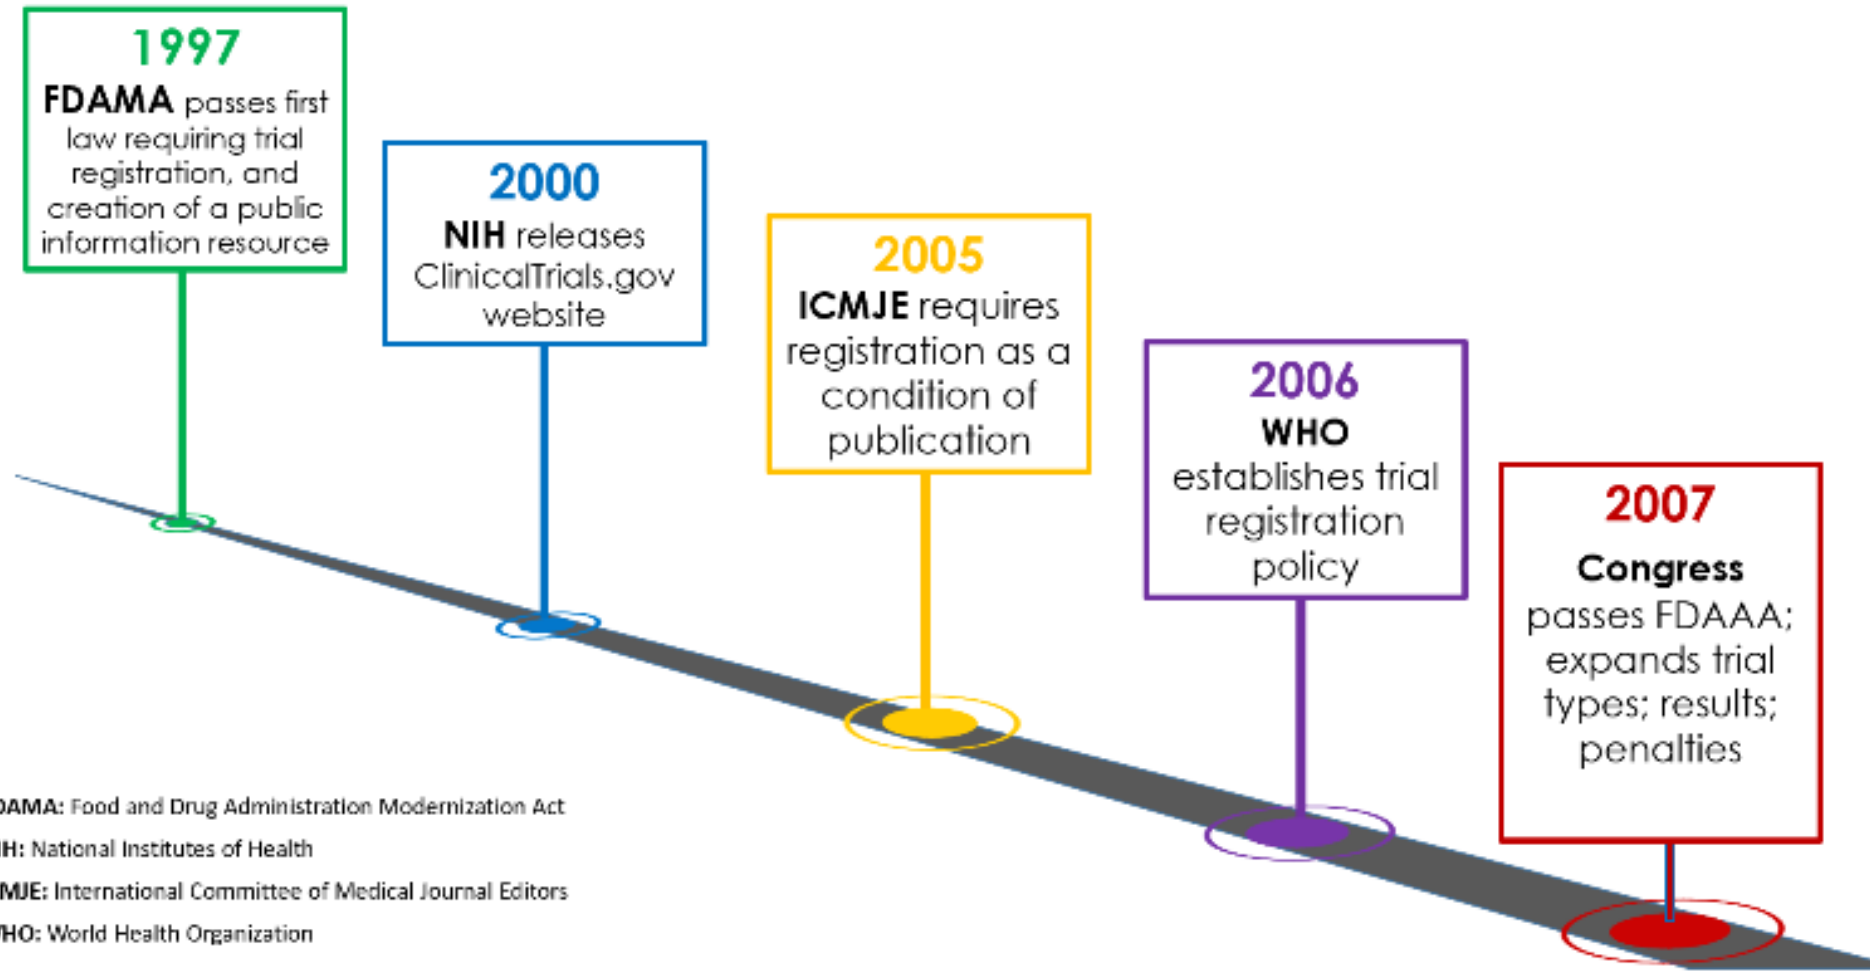 1997
FDAMA passes first
law requiring trial
registration, and
creation of a public
information resource
2000
NIH releases
ClinicalTrials.gov
website
2005
ICMJE requires
registration as a
condition of
publication
2006
WHO
establishes trial
registration
policy
2007
Congress
passes FDAAA;
expands trial
types; results;
penalties
DAMA: Food and Drug Administration Modernization Act
IH: National Institutes of Health
MJE: International Committee of Medical Journal Editors
HO: World Health Organization